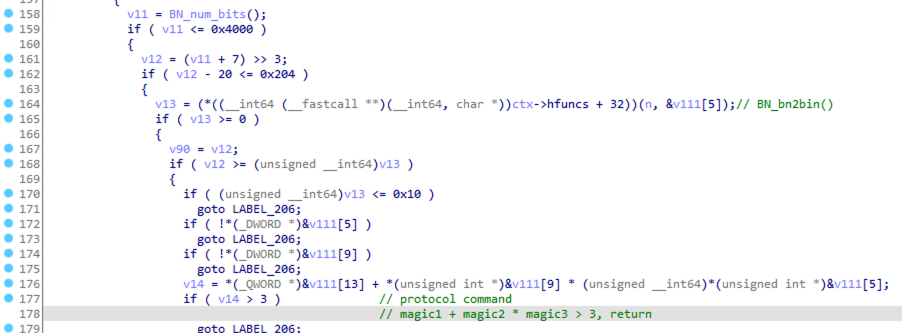 157 {
158 v11 = BN_num_bits();
159 if ( v11 <= 0x4000 )
160 {
161 v12 = (v11 + 7) >> 3;
162 if ( v12 - 20 <= 0x204 )
163 {
164 v13 = (*((__int64 (__fastcall **)(__int64, char *))ctx->hfuncs + 32))(n, &v111[5]);// BN_bn2bin()
165 if ( v13 >= 0 )
166 {
167 v90 = v12;
168 if ( v12 >= (unsigned __int64)v13 )
169 {
170 if ( (unsigned __int64)v13 <= 0x10 )
171 goto LABEL_206;
172 if ( !*(_DWORD *)&v111[5] )
173 goto LABEL_206;
174 if ( !*(_DWORD *)&v111[9] )
175 goto LABEL_206;
176 v14 = *(_QWORD *)&v111[13] + *(unsigned int *)&v111[9] * (unsigned __int64)*(unsigned int *)&v111[5];
177 if ( v14 > 3 ) // protocol command
178 // magic1 + magic2 * magic3 > 3, return
179 goto LABEL_206;